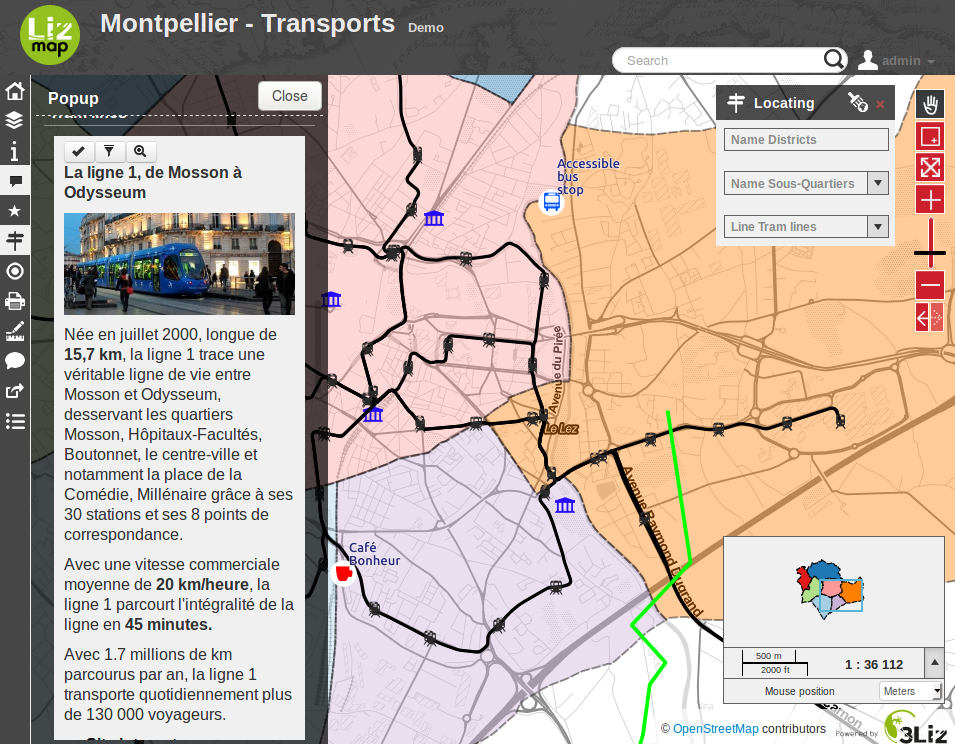 Liz
map
Montpellier - Transports Demo
Search
admin
Popup
Close
La ligne 1, de Mosson à
Odysseum
Née en juillet 2000, longue de
15,7 km, la ligne 1 trace une
véritable ligne de vie entre
Mosson et Odysseum,
desservant les quartiers
Mosson, Hôpitaux-Facultés,
Boutonnet, le centre-ville et
notamment la place de la
Comédie, Millénaire grâce à ses
30 stations et ses 8 points de
correspondance.
Avec une vitesse commerciale
moyenne de 20 km/heure, la
ligne 1 parcourt l'intégralité de la
ligne en 45 minutes.
Avec 1.7 millions de km
parcourus par an, la ligne 1
transporte quotidiennement plus
de 130 000 voyageurs.
Accessible
bus
stop
Avenue du Pirée
Le Lez
Avenue Raymond Dugrand
Café
Bonheur
Locating
Name Districts
Name Sous-Quartiers
Line Tram lines
500 m
2000 ft
1 : 36 112
Mouse position
Meters
© OpenStreetMap contributors
Powered by
3Liz